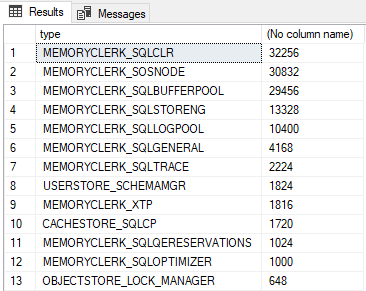 Results Messages
type (No column name)
1 MEMORYCLERK_SQLCLR 32256
2 MEMORYCLERK_SOSNODE 30832
3 MEMORYCLERK_SQLBUFFERPOOL 29456
4 MEMORYCLERK_SQLSTORENG 13328
5 MEMORYCLERK_SQLLOGPOOL 10400
6 MEMORYCLERK_SQLGENERAL 4168
7 MEMORYCLERK_SQLTRACE 2224
8 USERSTORE_SCHEMAMGR 1824
9 MEMORYCLERK_XTP 1816
10 CACHESTORE_SQLCP 1720
11 MEMORYCLERK_SQLQERESERVATIONS 1024
12 MEMORYCLERK_SQLOPTIMIZER 1000
13 OBJECTSTORE_LOCK_MANAGER 648